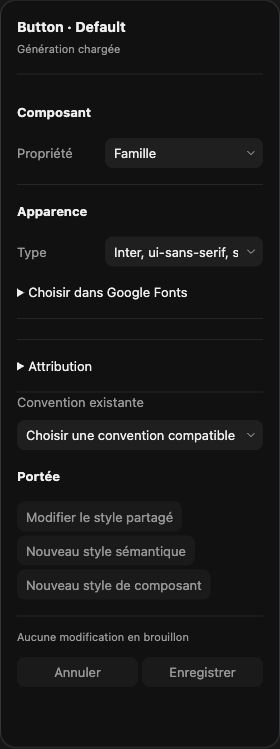 Button · Default
Génération chargée
Composant
Propriété Famille
Apparence
Type Inter, ui-sans-serif, s
Choisir dans Google Fonts
Attribution
Convention existante
Choisir une convention compatible
Portée
Modifier le style partagé
Nouveau style sémantique
Nouveau style de composant
Aucune modification en brouillon
Annuler Enregistrer